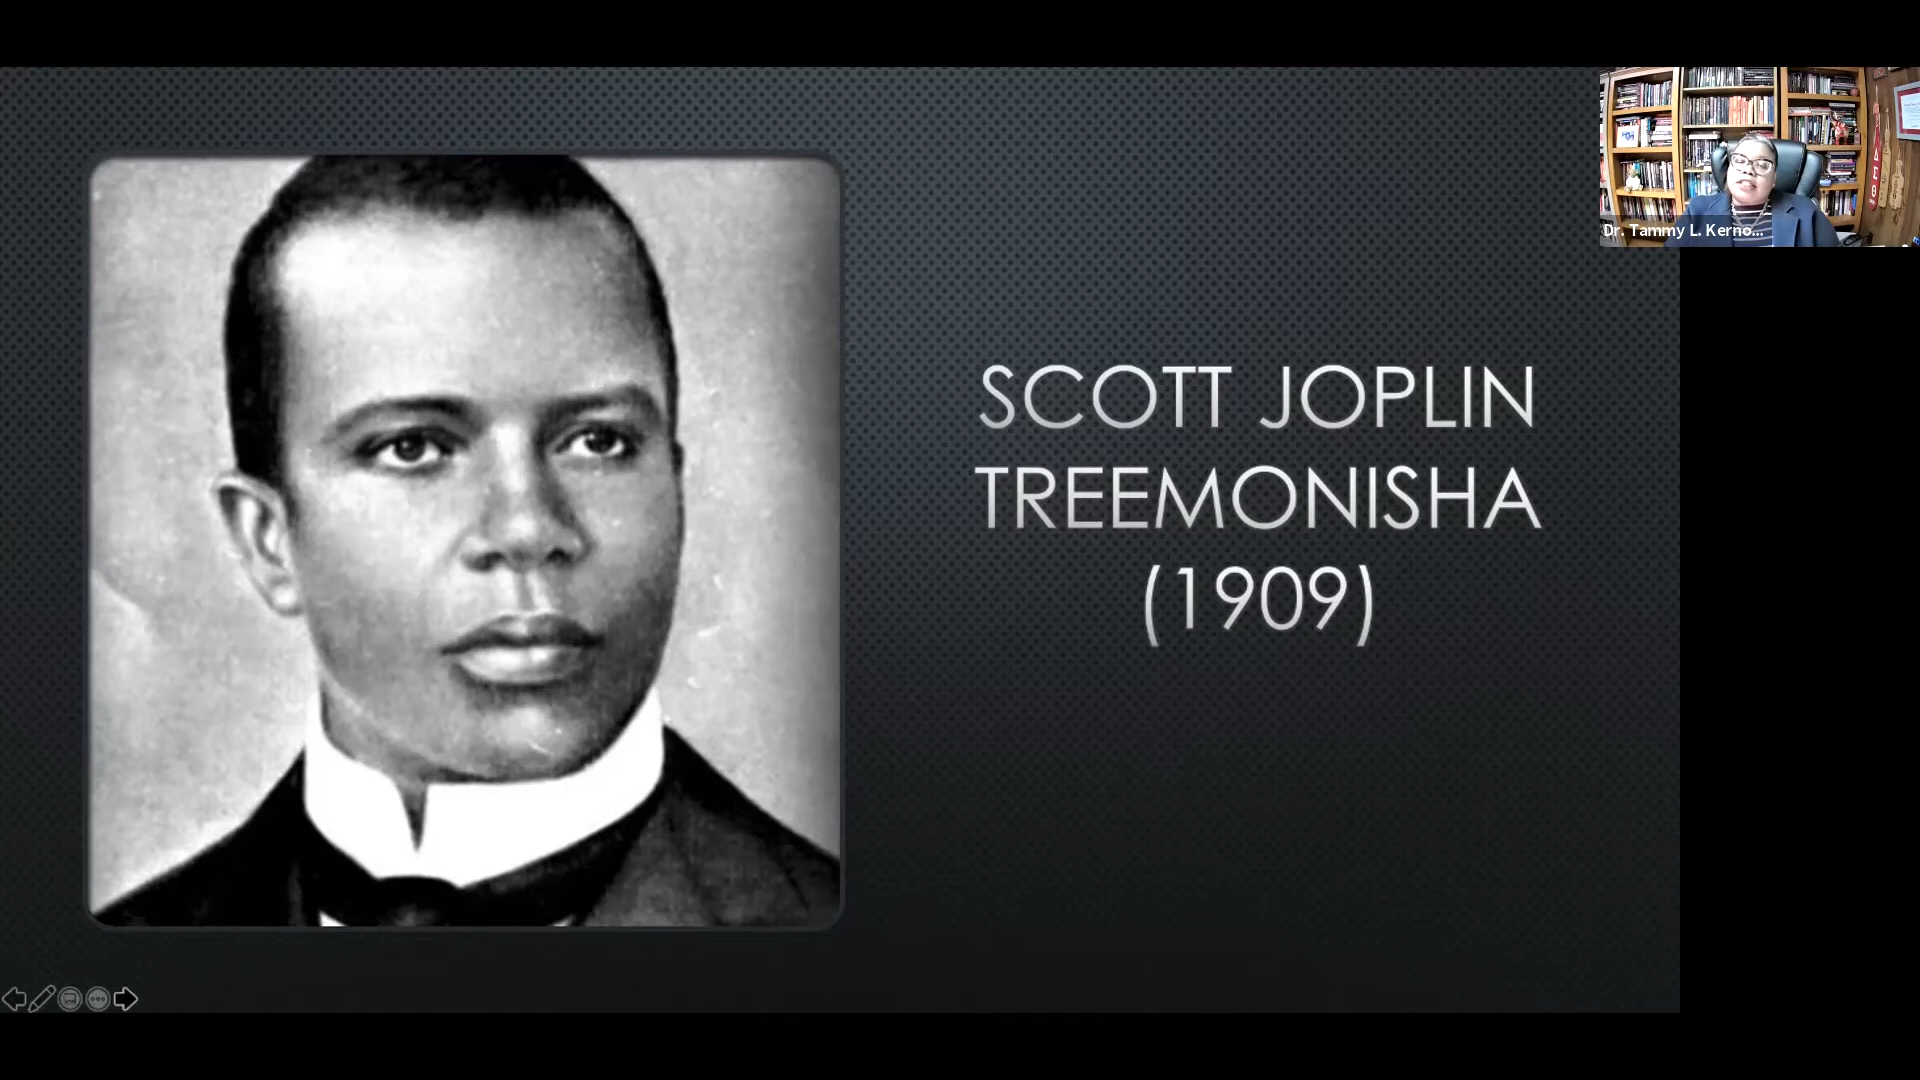 SCOTT JOPLIN
TREEMONISHA
(1909)
Dr. Tammy L. Kerno...